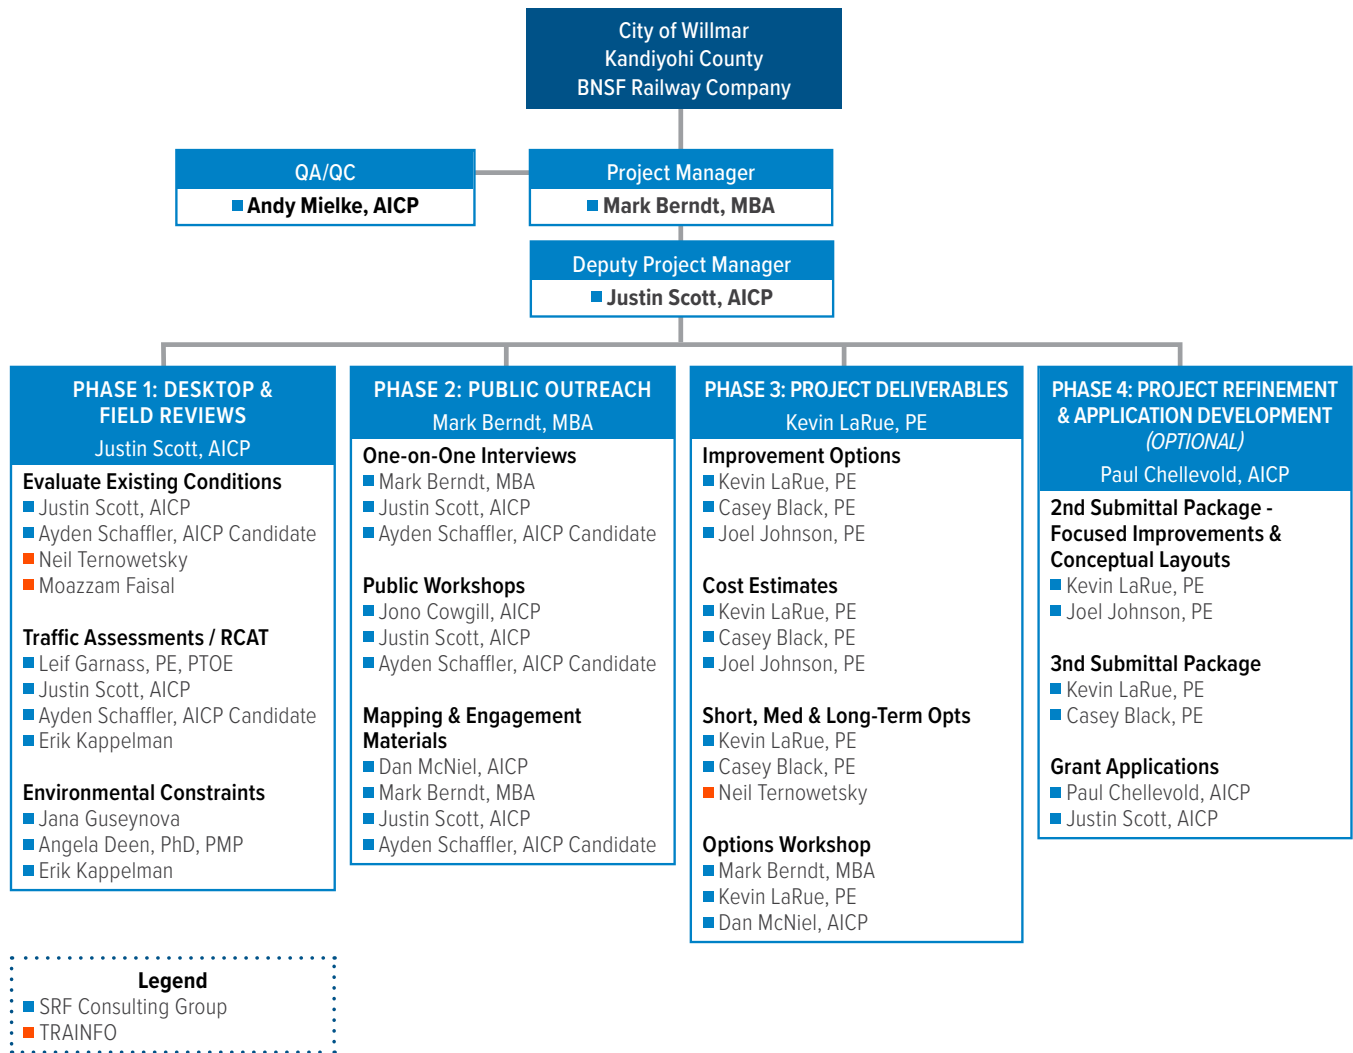 City of Willmar
Kandiyohi County
BNSF Railway Company
QA/QC
Andy Mielke, AICP
Project Manager
Mark Berndt, MBA
Deputy Project Manager
Justin Scott, AICP
PHASE 1: DESKTOP &
FIELD REVIEWS
Justin Scott, AICP
Evaluate Existing Conditions
Justin Scott, AICP
Ayden Schaffler, AICP Candidate
Neil Ternowetsky
Moazzam Faisal
Traffic Assessments / RCAT
Leif Garnass, PE, PTOE
Justin Scott, AICP
Ayden Schaffler, AICP Candidate
Erik Kappelman
Environmental Constraints
Jana Guseynova
Angela Deen, PhD, PMP
Erik Kappelman
PHASE 2: PUBLIC OUTREACH
Mark Berndt, MBA
One-on-One Interviews
Mark Berndt, MBA
Justin Scott, AICP
Ayden Schaffler, AICP Candidate
Public Workshops
Jono Cowgill, AICP
Justin Scott, AICP
Ayden Schaffler, AICP Candidate
Mapping & Engagement
Materials
Dan McNiel, AICP
Mark Berndt, MBA
Justin Scott, AICP
Ayden Schaffler, AICP Candidate
PHASE 3: PROJECT DELIVERABLES
Kevin LaRue, PE
Improvement Options
Kevin LaRue, PE
Casey Black, PE
Joel Johnson, PE
Cost Estimates
Kevin LaRue, PE
Casey Black, PE
Joel Johnson, PE
Short, Med & Long-Term Opts
Kevin LaRue, PE
Casey Black, PE
Neil Ternowetsky
Options Workshop
Mark Berndt, MBA
Kevin LaRue, PE
Dan McNiel, AICP
PHASE 4: PROJECT REFINEMENT
& APPLICATION DEVELOPMENT
(OPTIONAL)
Paul Chellevold, AICP
2nd Submittal Package -
Focused Improvements &
Conceptual Layouts
Kevin LaRue, PE
Joel Johnson, PE
3nd Submittal Package
Kevin LaRue, PE
Casey Black, PE
Grant Applications
Paul Chellevold, AICP
Justin Scott, AICP
Legend
SRF Consulting Group
TRAINFO